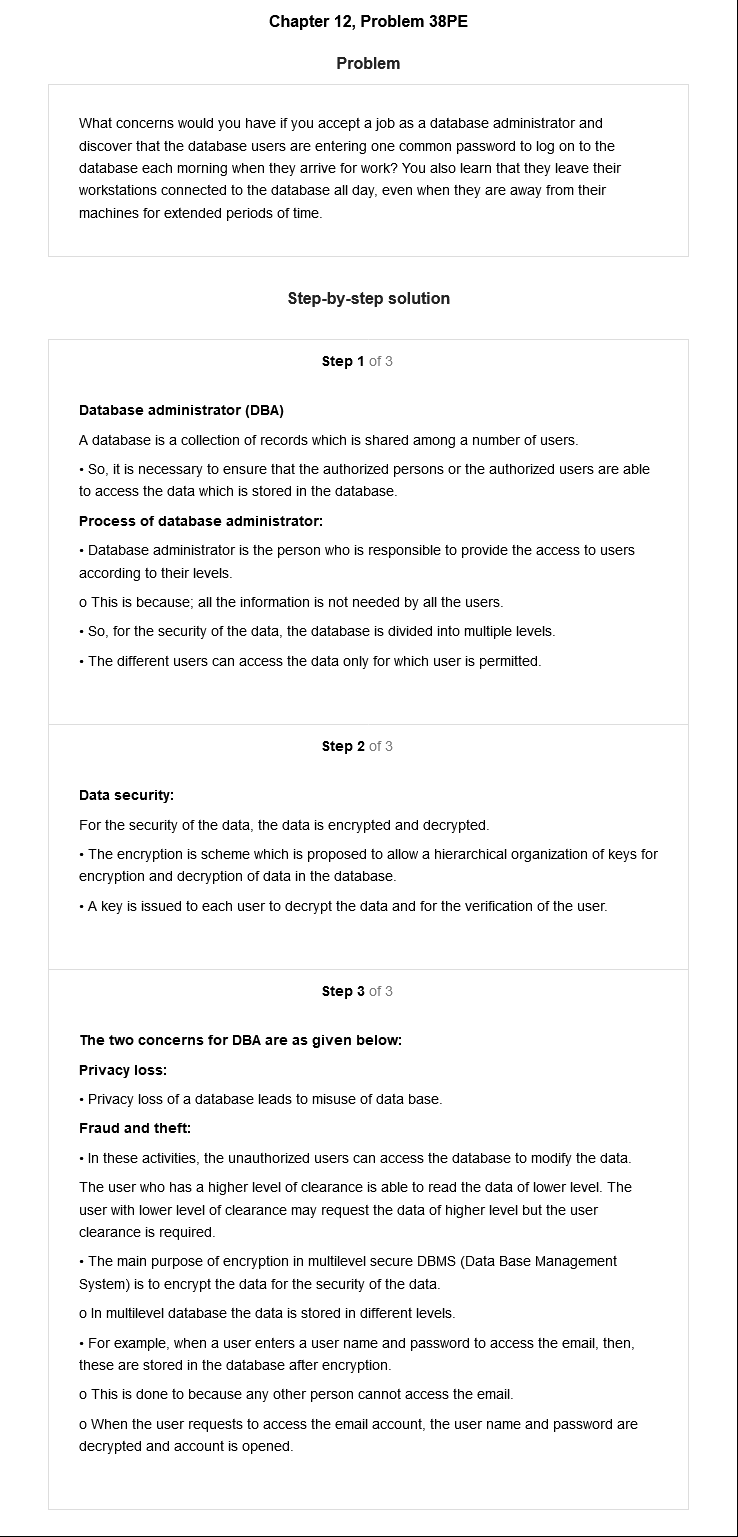 Chapter 12, Problem 38PE
Problem
What concerns would you have if you accept a job as a database administrator and
discover that the database users are entering one common password to log on to the
database each morning when they arrive for work? You also learn that they leave their
workstations connected to the database all day, even when they are away from their
machines for extended periods of time.
Step-by-step solution
Step 1 of 3
Database administrator (DBA)
A database is a collection of records which is shared among a number of users.
• So, it is necessary to ensure that the authorized persons or the authorized users are able
to access the data which is stored in the database.
Process of database administrator:
• Database administrator is the person who is responsible to provide the access to users
according to their levels.
o This is because; all the information is not needed by all the users.
• So, for the security of the data, the database is divided into multiple levels.
• The different users can access the data only for which user is permitted.
Step 2 of 3
Data security:
For the security of the data, the data is encrypted and decrypted.
• The encryption is scheme which is proposed to allow a hierarchical organization of keys for
encryption and decryption of data in the database.
• A key is issued to each user to decrypt the data and for the verification of the user.
Step 3 of 3
The two concerns for DBA are as given below:
Privacy loss:
• Privacy loss of a database leads to misuse of data base.
Fraud and theft:
• In these activities, the unauthorized users can access the database to modify the data.
The user who has a higher level of clearance is able to read the data of lower level. The
user with lower level of clearance may request the data of higher level but the user
clearance is required.
• The main purpose of encryption in multilevel secure DBMS (Data Base Management
System) is to encrypt the data for the security of the data.
o In multilevel database the data is stored in different levels.
• For example, when a user enters a user name and password to access the email, then,
these are stored in the database after encryption.
o This is done to because any other person cannot access the email.
o When the user requests to access the email account, the user name and password are
decrypted and account is opened.